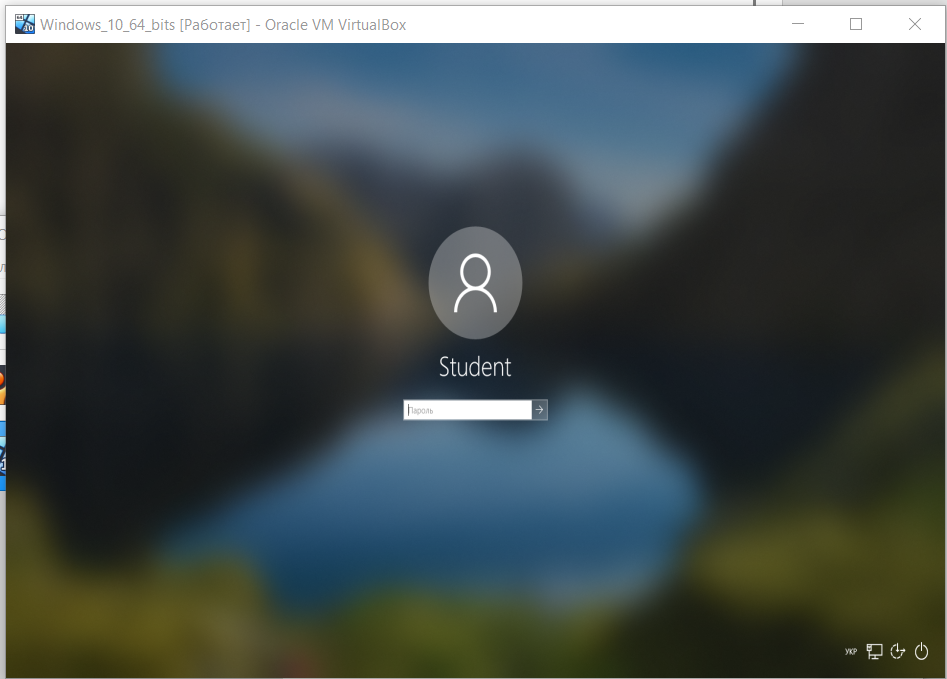 Windows_10_64_bits [Работает] - Oracle VM VirtualBox
Student
Пароль
УКР